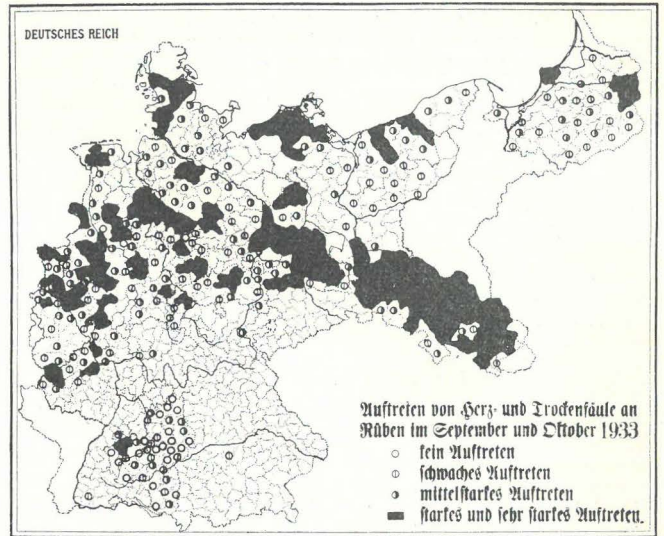 DEUTSCHES REICH
Auftreten von Herz- und Trockenfäule an
Rüben im September und Oktober 1933
kein Auftreten
schwaches Auftreten
mittelstarkes Auftreten
starkes und sehr starkes Auftreten.